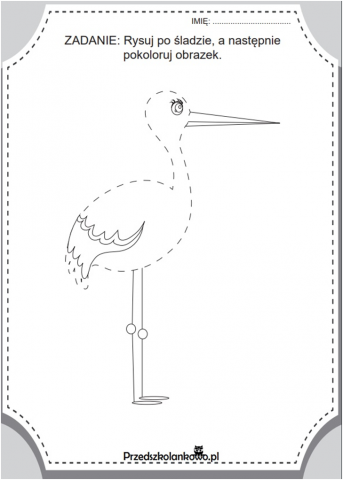 IMIĘ: ................................
ZADANIE: Rysuj po śladzie, a następnie
pokoloruj obrazek.
Przedszkolankowo.pl